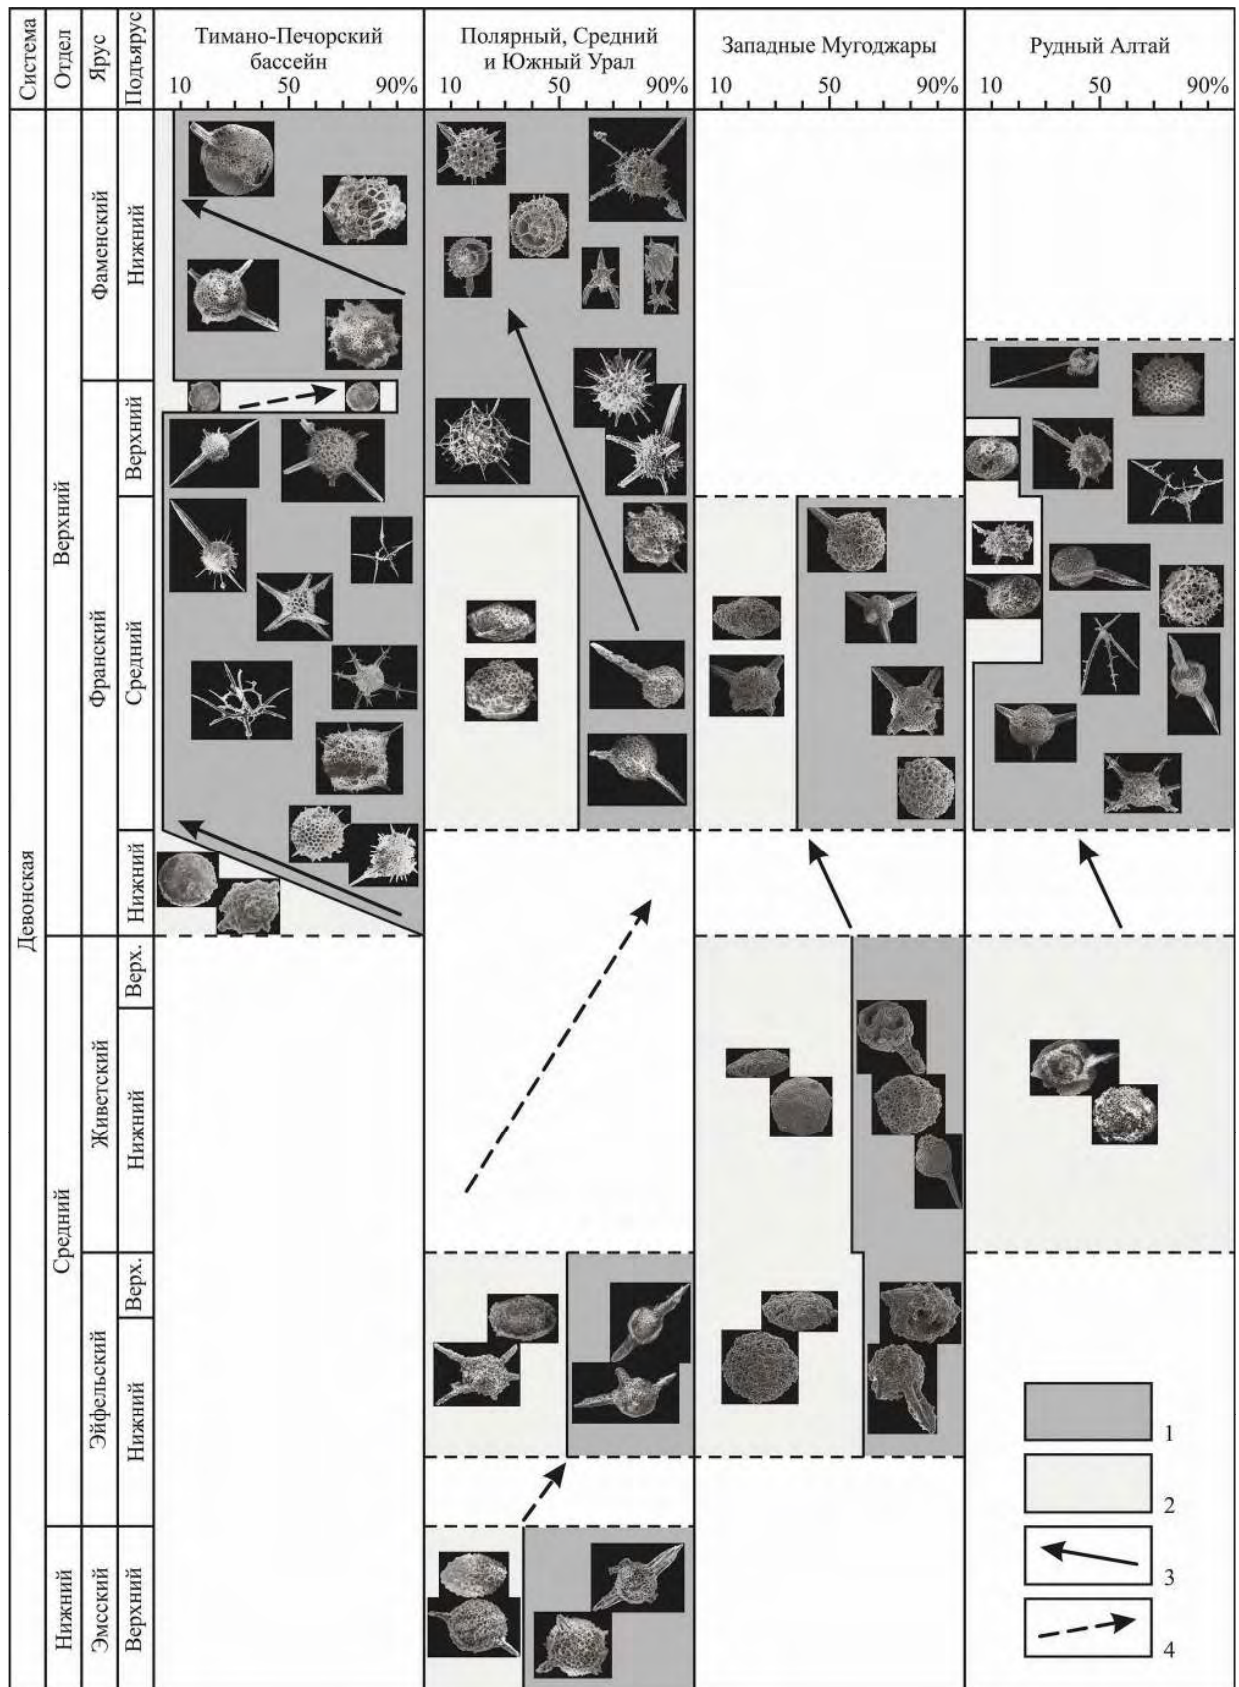 Система
Отдел
Ярус
Подъярус
Тимано-Печорский
бассейн
10 50 90%
Полярный, Средний
и Южный Урал
10 50 90%
Западные Мугоджары
10 50 90%
Рудный Алтай
10 50 90%
Девонская
Верхний
Фаменский
Нижний
Франский
Верхний
Средний
Нижний
Средний
Живетский
Верх.
Нижний
Эйфельский
Верх.
Нижний
Нижний
Эмсский
Верхний
1
2
3
4